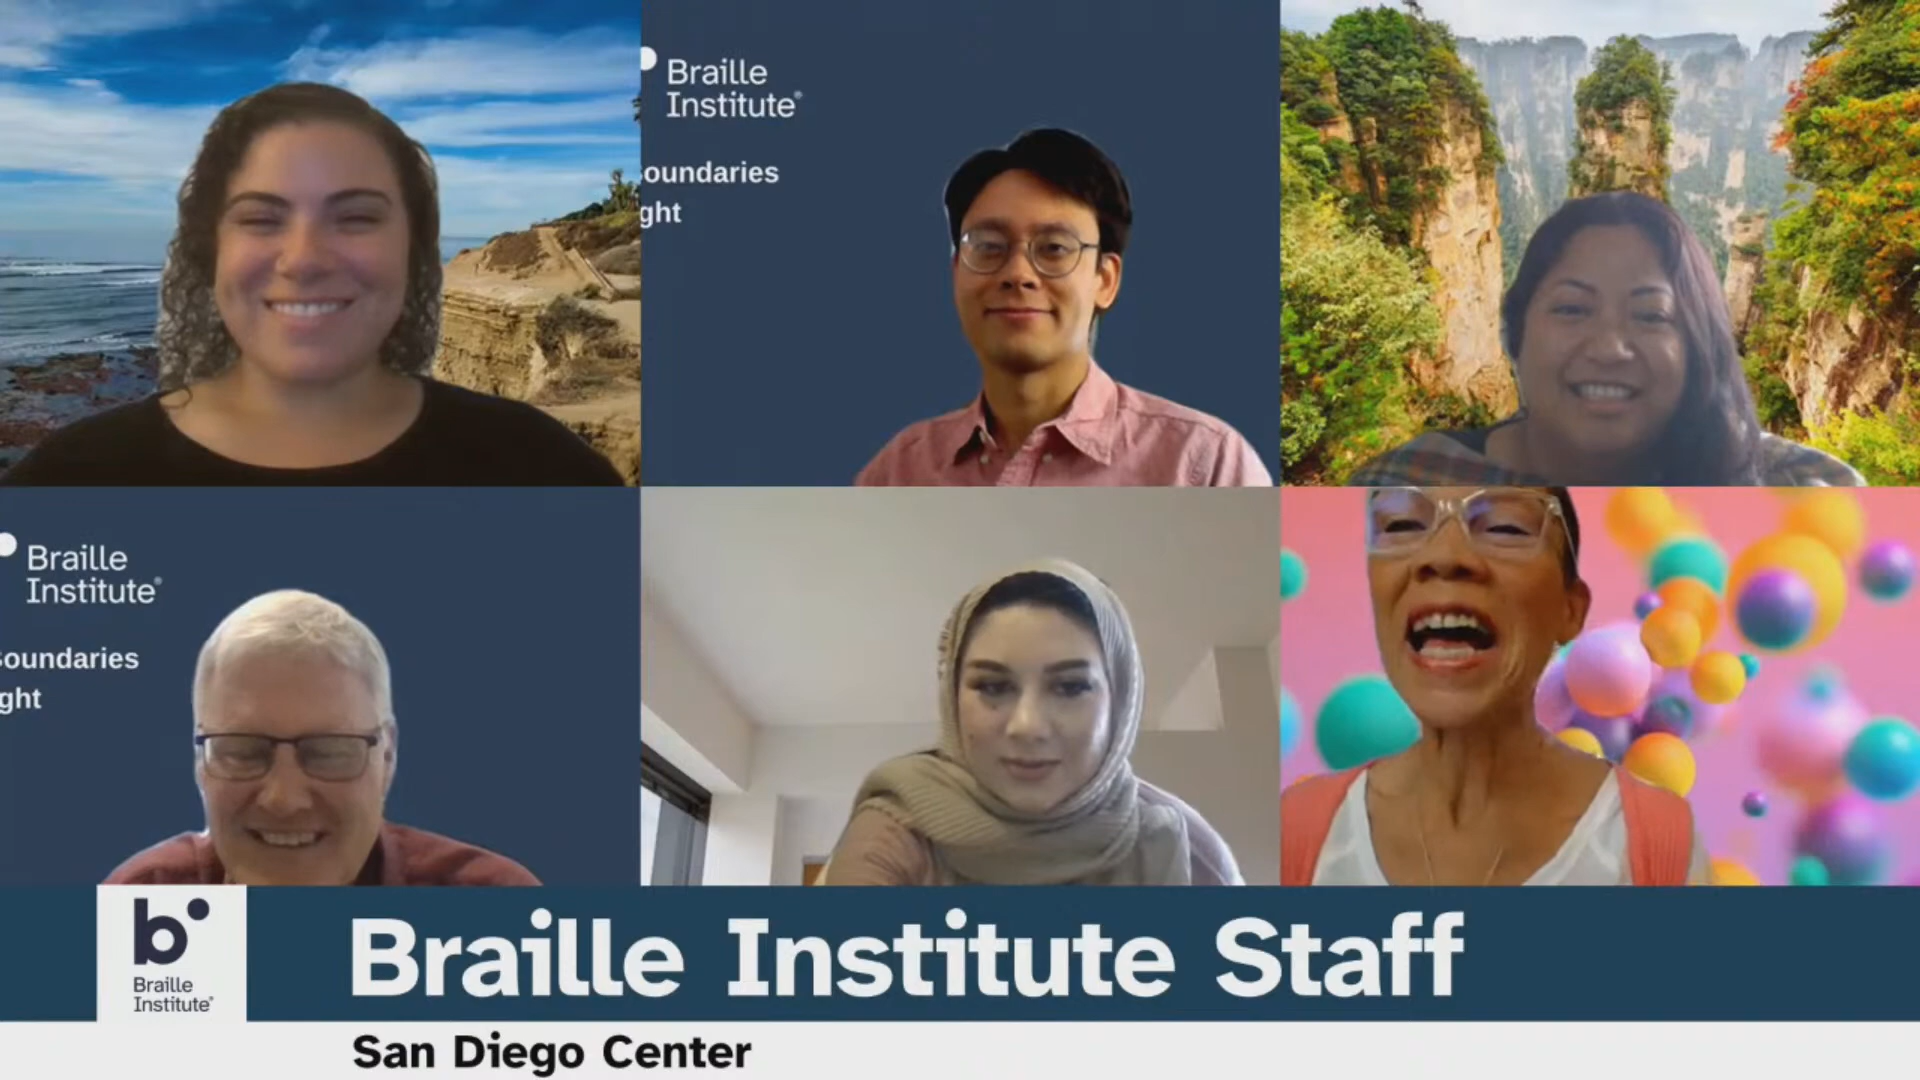 Braille
Institute®
oundaries
ght
Braille
Institute®
oundaries
ght
b
Braille
Institute®
Braille Institute Staff
San Diego Center